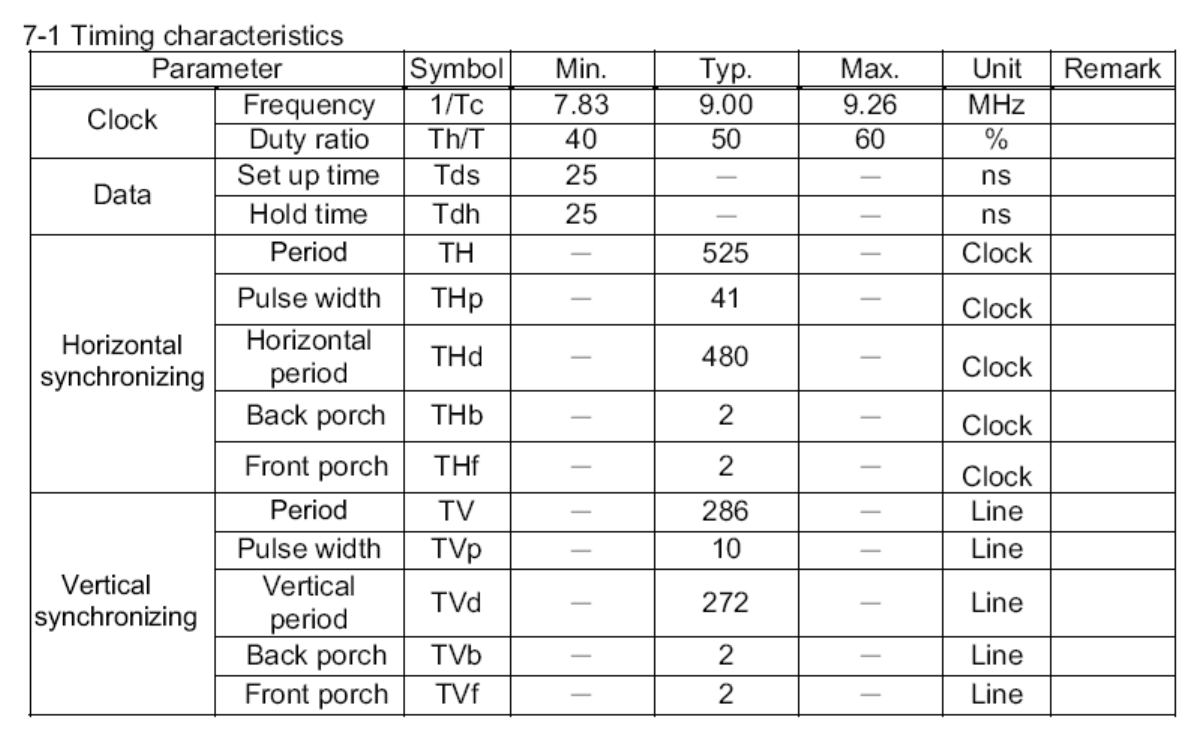 7-1 Timing characteristics
Parameter Symbol Min. Typ. Max. Unit Remark
Clock Frequency 1/Tc 7.83 9.00 9.26 MHz
Duty ratio Th/T 40 50 60 %
Data Set up time Tds 25 — — ns
Hold time Tdh 25 — — ns
Horizontal synchronizing Period TH — 525 — Clock
Pulse width THp — 41 — Clock
Horizontal period THd — 480 — Clock
Back porch THb — 2 — Clock
Front porch THf — 2 — Clock
Vertical synchronizing Period TV — 286 — Line
Pulse width TVp — 10 — Line
Vertical period TVd — 272 — Line
Back porch TVb — 2 — Line
Front porch TVf — 2 — Line